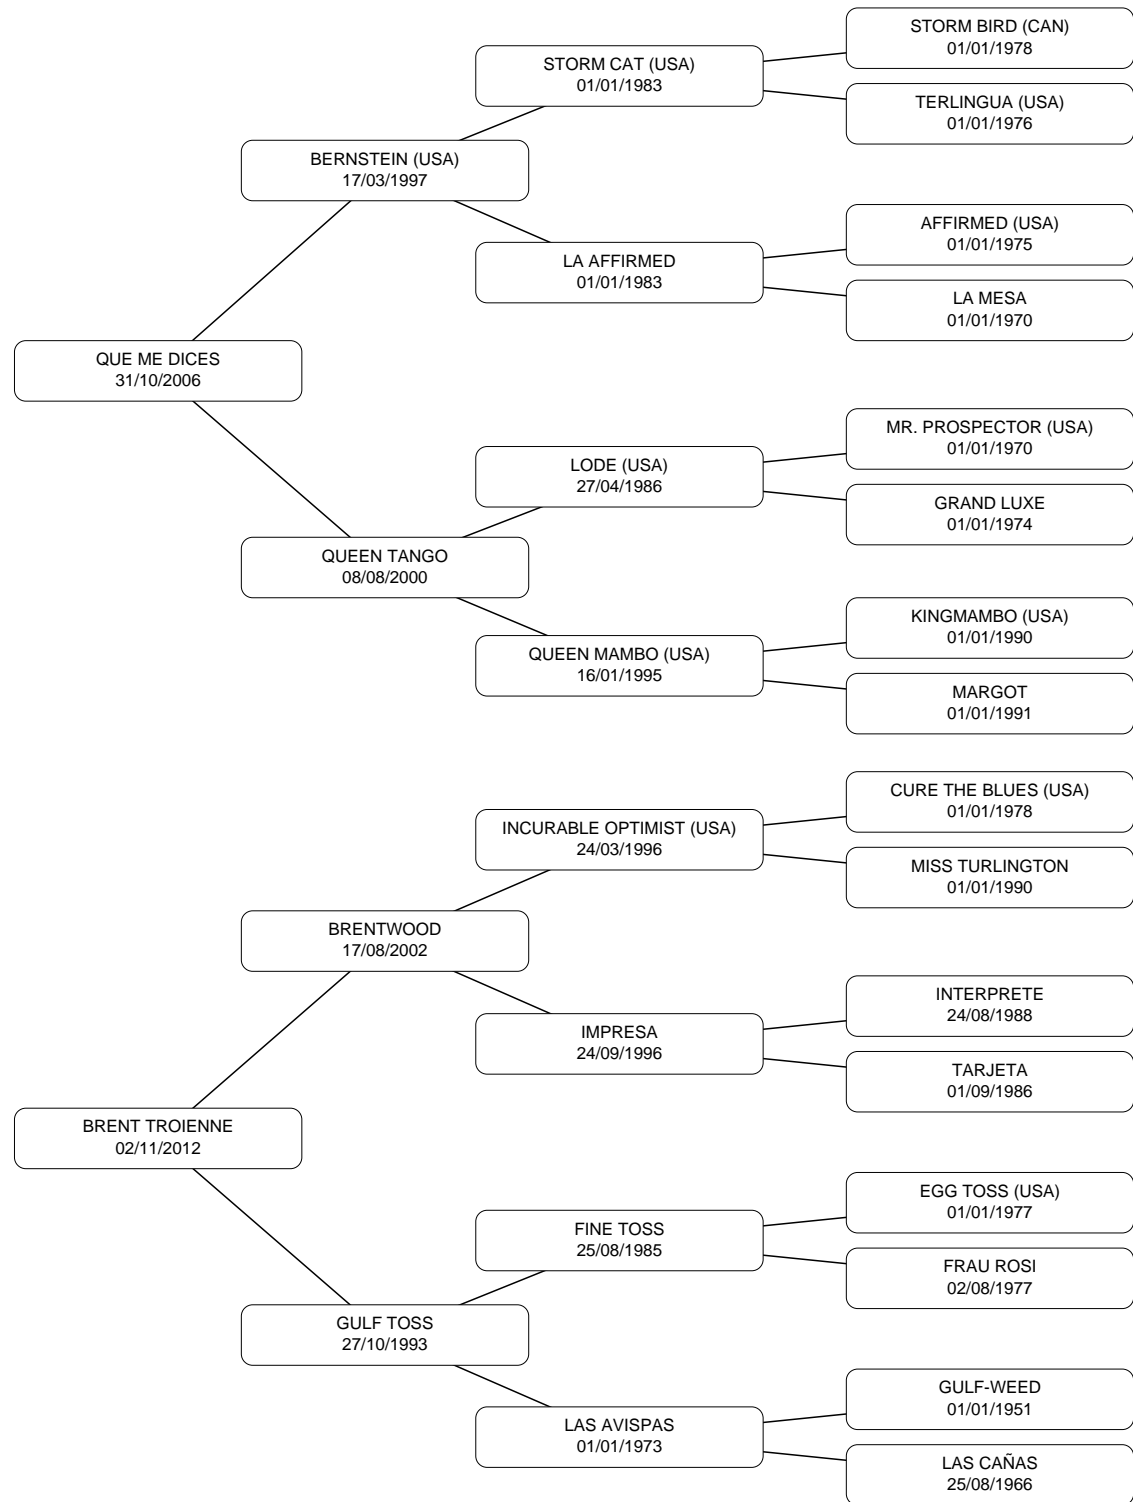 STORM BIRD (CAN)
01/01/1978
STORM CAT (USA)
01/01/1983
TERLINGUA (USA)
01/01/1976
BERNSTEIN (USA)
17/03/1997
AFFIRMED (USA)
01/01/1975
LA AFFIRMED
01/01/1983
LA MESA
01/01/1970
QUE ME DICES
31/10/2006
MR. PROSPECTOR (USA)
01/01/1970
LODE (USA)
27/04/1986
GRAND LUXE
01/01/1974
QUEEN TANGO
08/08/2000
KINGMAMBO (USA)
01/01/1990
QUEEN MAMBO (USA)
16/01/1995
MARGOT
01/01/1991
CURE THE BLUES (USA)
01/01/1978
INCURABLE OPTIMIST (USA)
24/03/1996
MISS TURLINGTON
01/01/1990
BRENTWOOD
17/08/2002
INTERPRETE
24/08/1988
IMPRESA
24/09/1996
TARJETA
01/09/1986
BRENT TROIENNE
02/11/2012
EGG TOSS (USA)
01/01/1977
FINE TOSS
25/08/1985
FRAU ROSI
02/08/1977
GULF TOSS
27/10/1993
GULF-WEED
01/01/1951
LAS AVISPAS
01/01/1973
LAS CAÑAS
25/08/1966